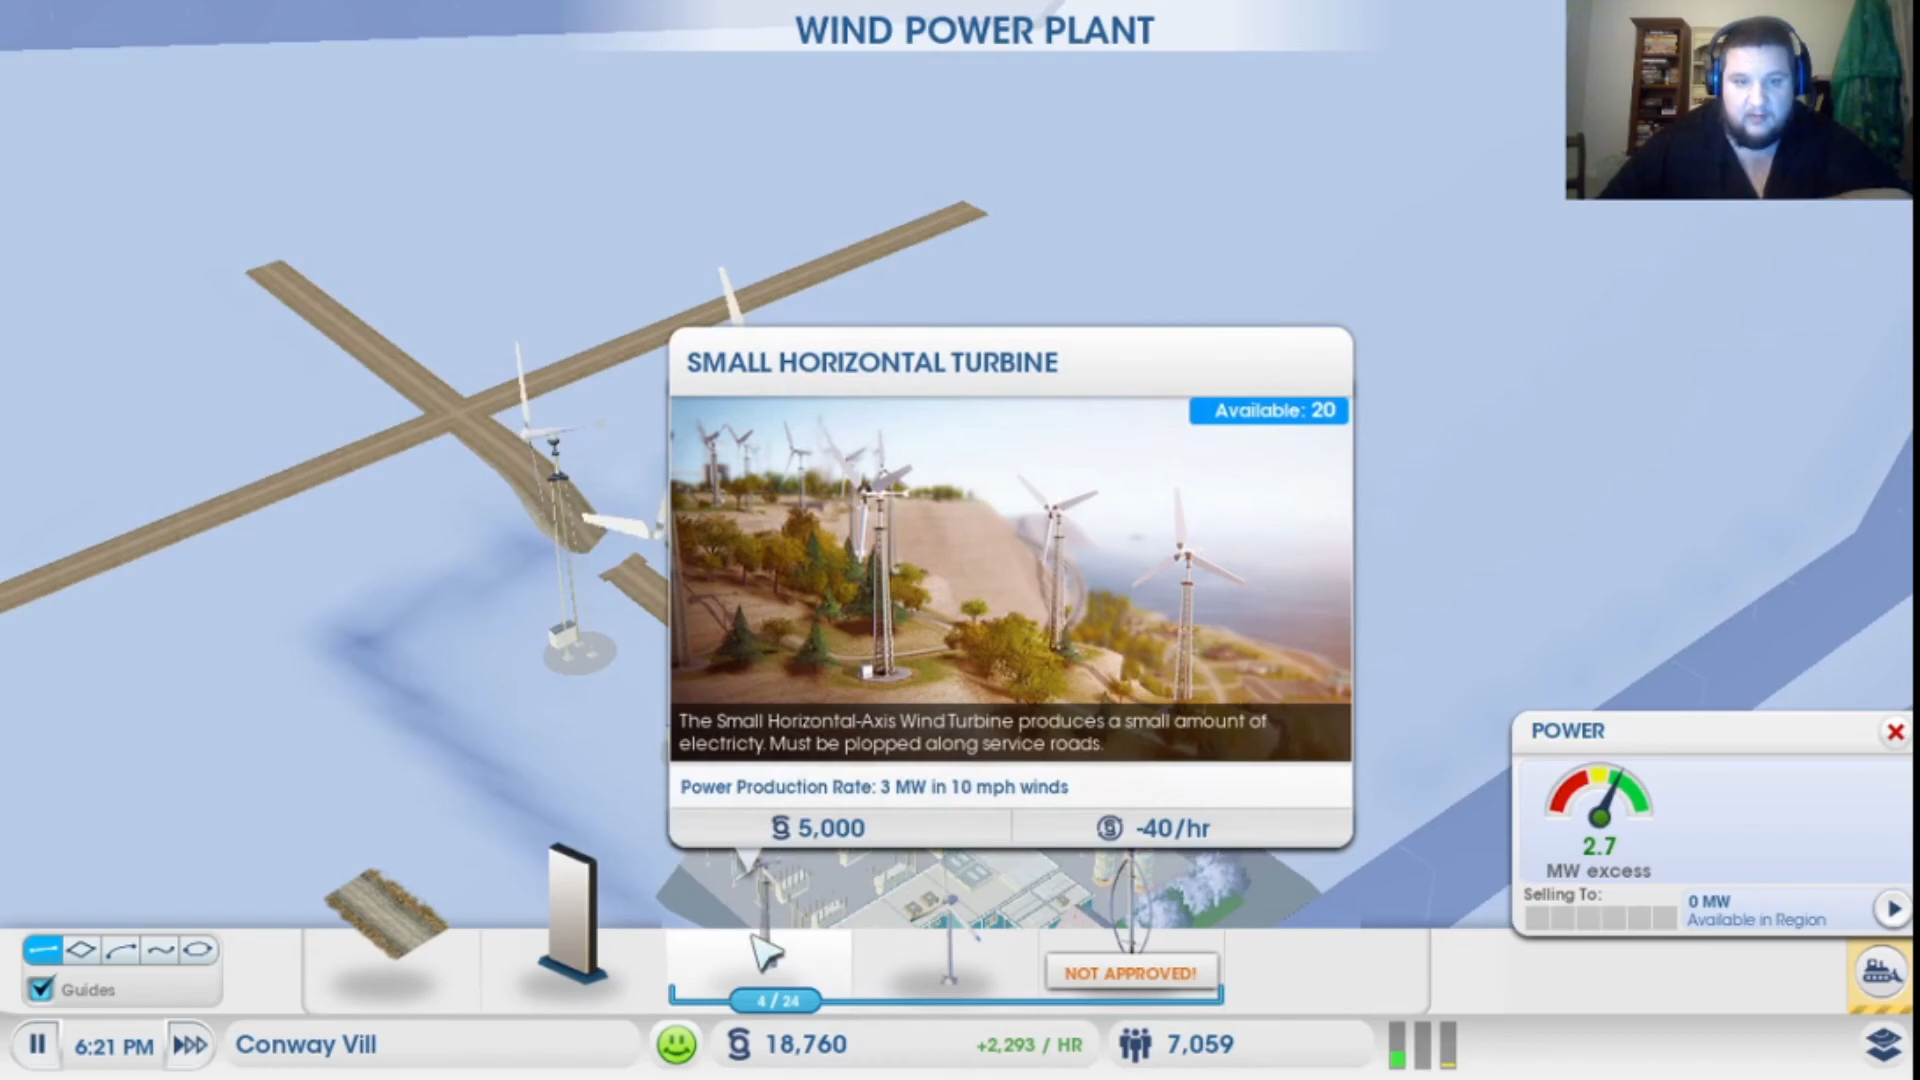 WIND POWER PLANT
SMALL HORIZONTAL TURBINE
Available: 20
The Small Horizontal-Axis Wind Turbine produces a small amount of
electricty. Must be plopped along service roads.
Power Production Rate: 3 MW in 10 mph winds
5,000
-40/hr
POWER
2.7
MW excess
Selling To:
0 MW
Available in Region
NOT APPROVED!
Guides
4 / 24
6:21 PM
Conway Vill
18,760
+2,293 / HR
7,059